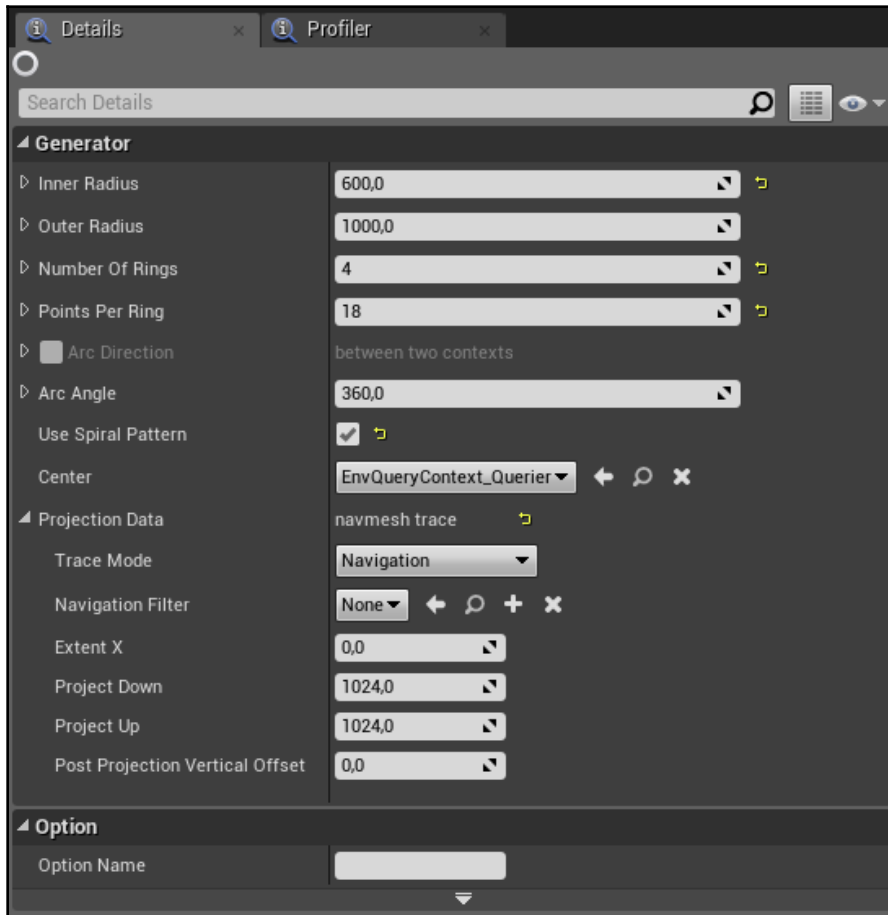 Details
Profiler
Search Details
Generator
Inner Radius 600,0
Outer Radius 1000,0
Number Of Rings 4
Points Per Ring 18
Arc Direction between two contexts
Arc Angle 360,0
Use Spiral Pattern
Center EnvQueryContext_Querier
Projection Data navmesh trace
Trace Mode Navigation
Navigation Filter None
Extent X 0,0
Project Down 1024,0
Project Up 1024,0
Post Projection Vertical Offset 0,0
Option
Option Name